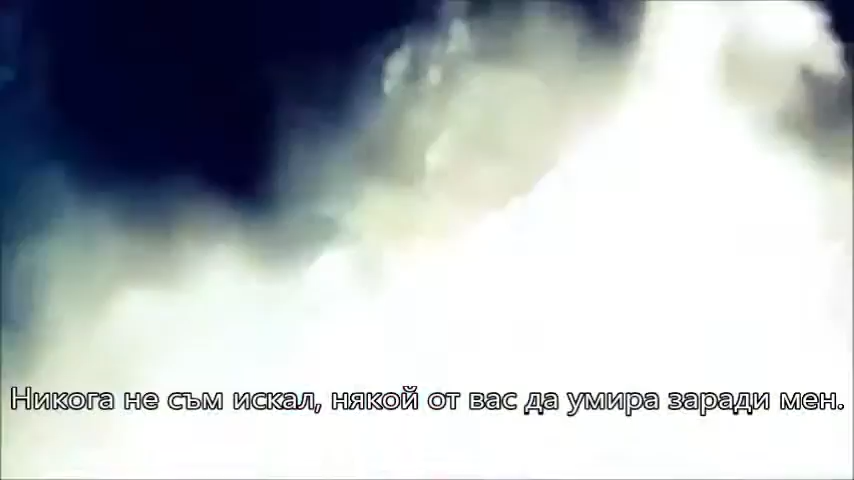 Никога не съм искал, някой от вас да умира заради мен.